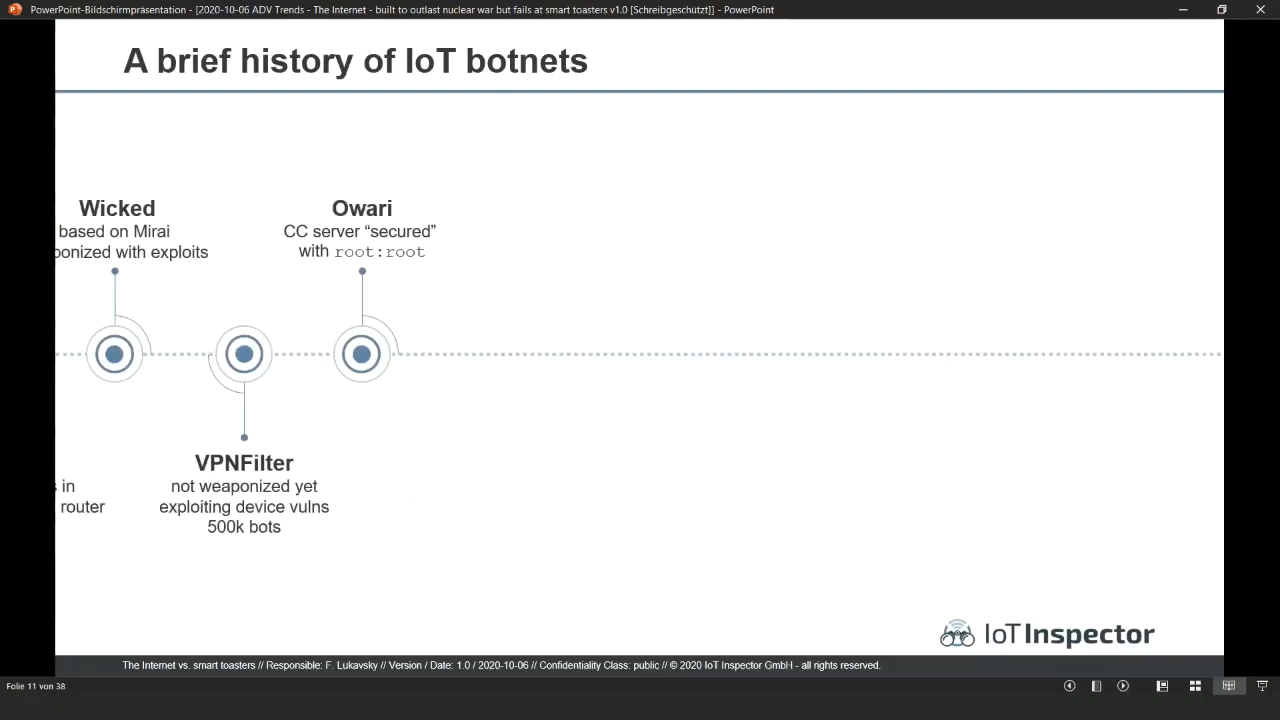 PowerPoint-Bildschirmpräsentation - [2020-10-06 ADV Trends - The Internet - built to outlast nuclear war but fails at smart toasters v1.0 [Schreibgeschützt]] - PowerPoint
A brief history of IoT botnets
Wicked
based on Mirai
ponized with exploits
Owari
CC server “secured”
with root:root
s in
router
VPNFilter
not weaponized yet
exploiting device vulns
500k bots
IoT Inspector
The Internet vs. smart toasters // Responsible: F. Lukavsky // Version / Date: 1.0 / 2020-10-06 // Confidentiality Class: public // © 2020 IoT Inspector GmbH - all rights reserved.
Folie 11 von 38